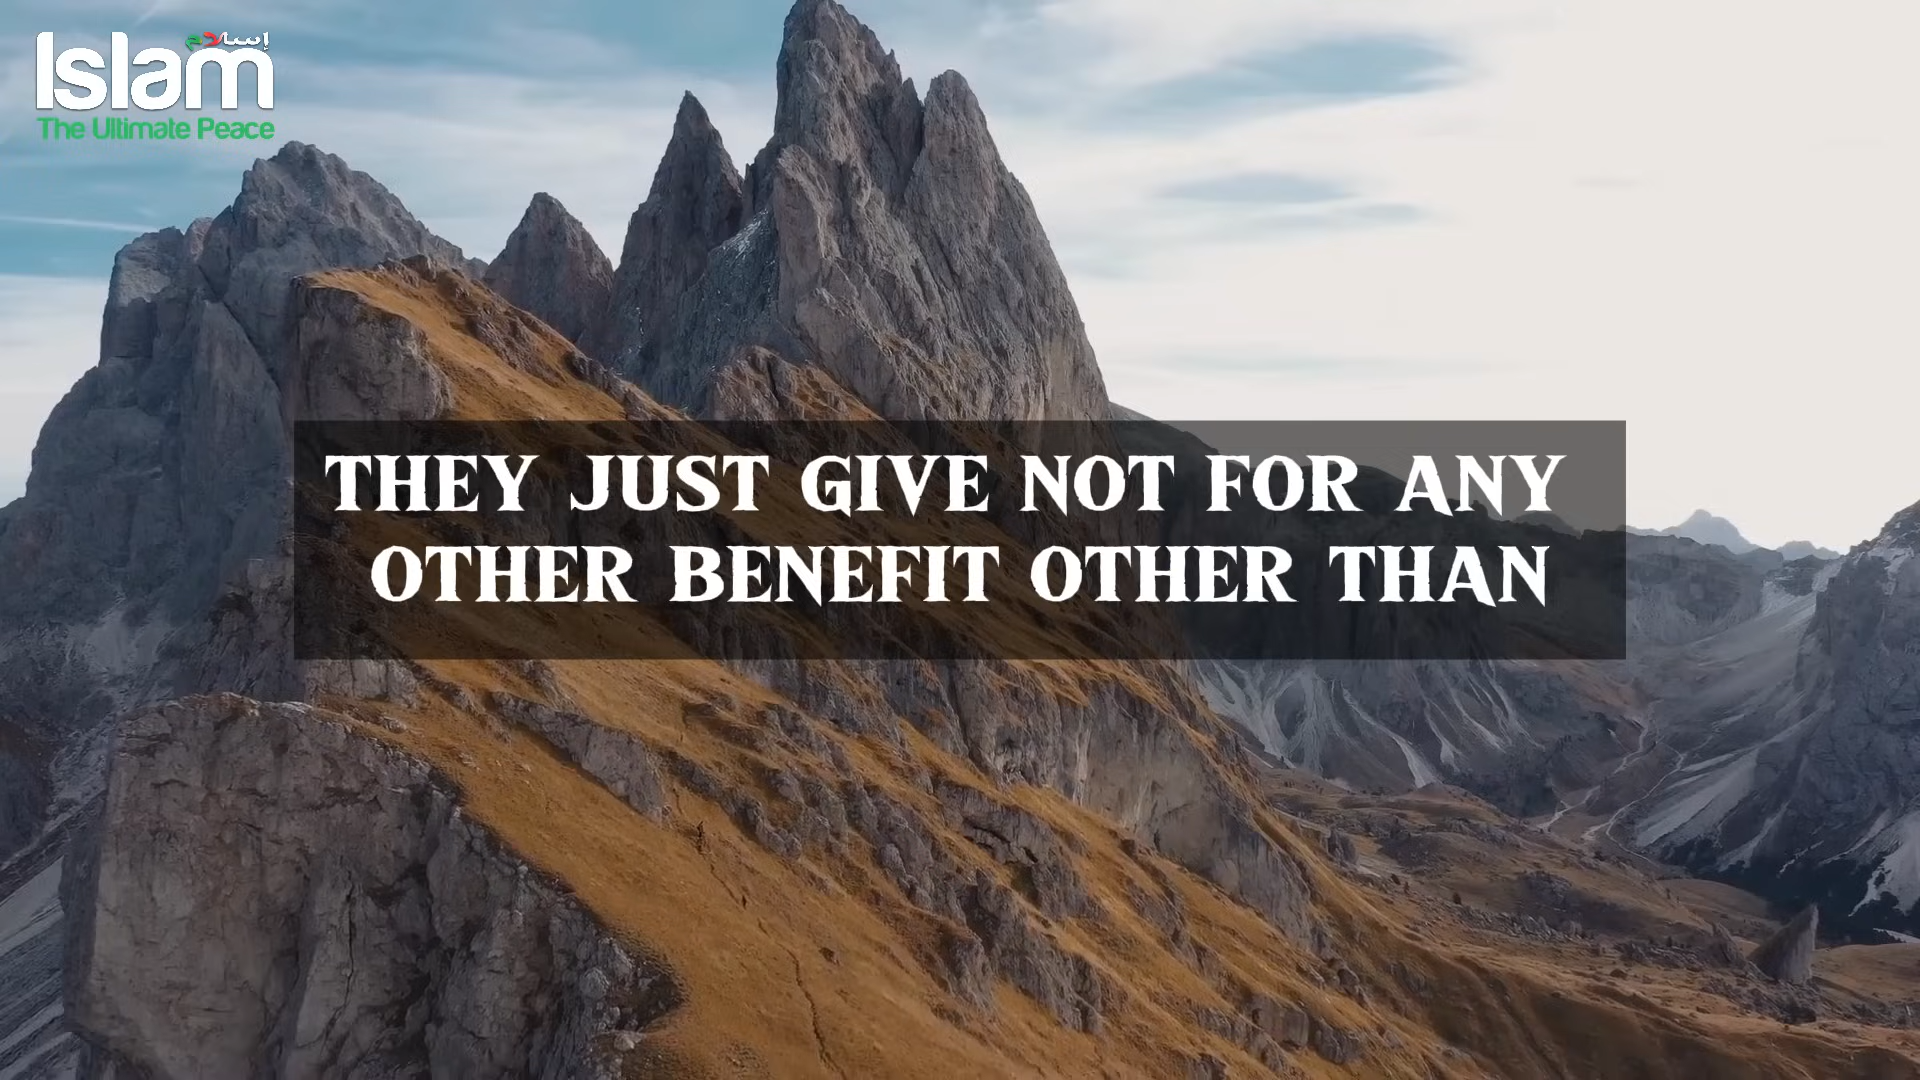 إسلام
Islam
The Ultimate Peace
THEY JUST GIVE NOT FOR ANY
OTHER BENEFIT OTHER THAN